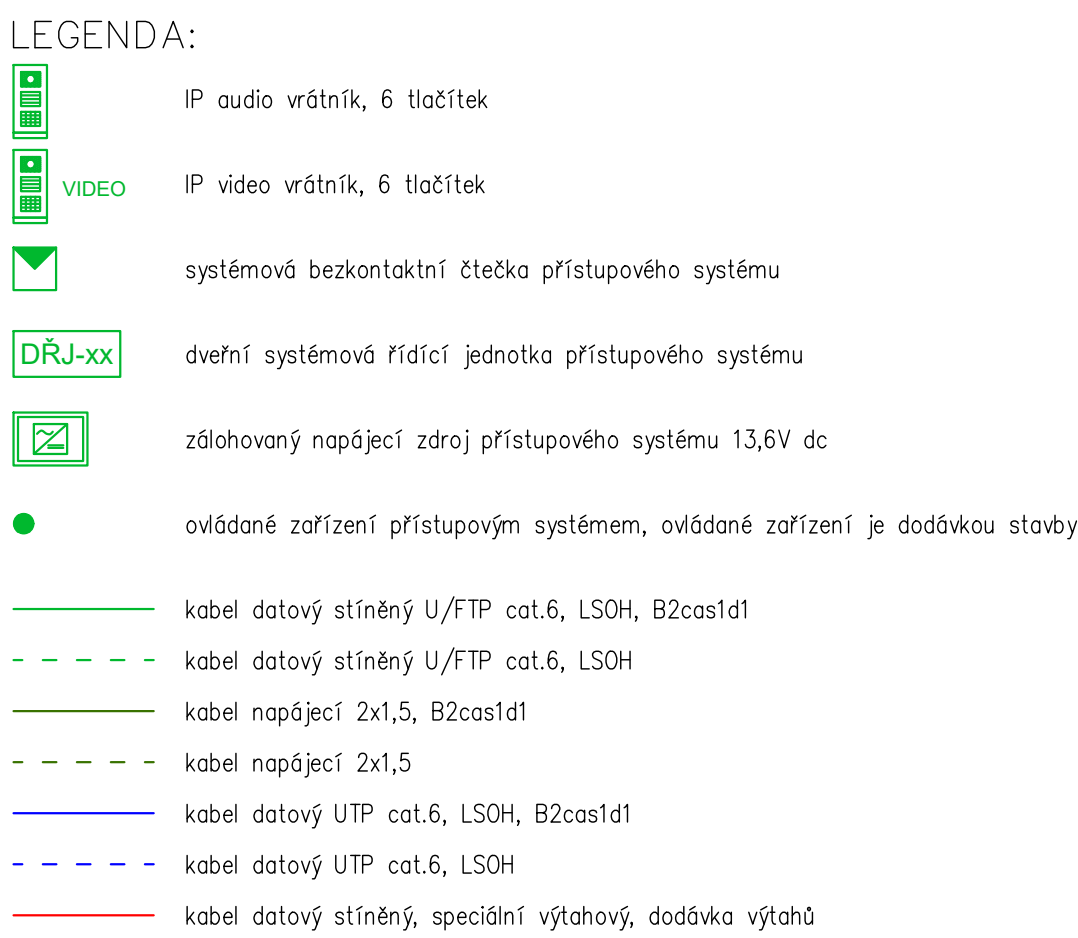 LEGENDA:
IP audio vrátník, 6 tlačítek
VIDEO IP video vrátník, 6 tlačítek
systémová bezkontaktní čtečka přístupového systému
DŘJ-xx dveřní systémová řídící jednotka přístupového systému
zálohovaný napájecí zdroj přístupového systému 13,6V dc
ovládané zařízení přístupovým systémem, ovládané zařízení je dodávkou stavby
kabel datový stíněný U/FTP cat.6, LSOH, B2cas1d1
kabel datový stíněný U/FTP cat.6, LSOH
kabel napájecí 2x1,5, B2cas1d1
kabel napájecí 2x1,5
kabel datový UTP cat.6, LSOH, B2cas1d1
kabel datový UTP cat.6, LSOH
kabel datový stíněný, speciální výtahový, dodávka výtahů